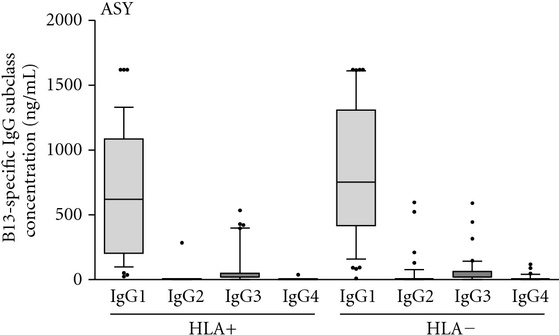 ASY
B13-specific IgG subclass
concentration (ng/mL)
2000
1500
1000
500
0
IgG1 IgG2 IgG3 IgG4 IgG1 IgG2 IgG3 IgG4
HLA+ HLA−